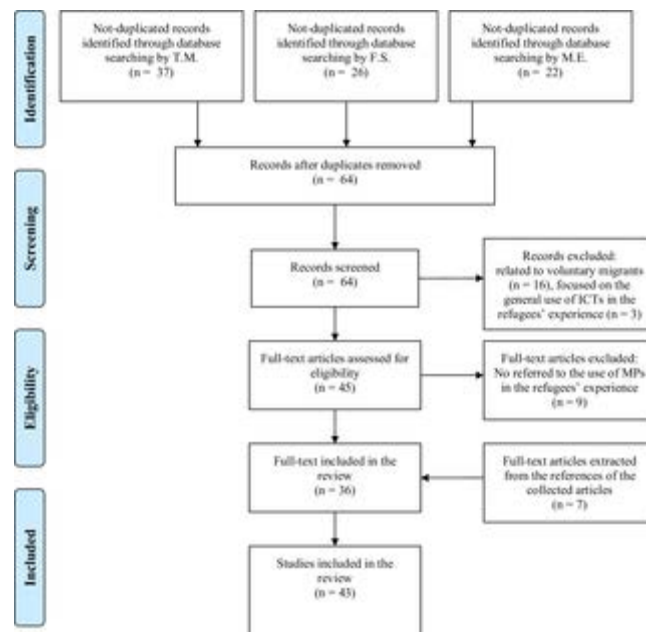 Identification
Not-duplicated records
identified through database
searching by T.M.
(n = 37)
Not-duplicated records
identified through database
searching by F.S.
(n = 26)
Not-duplicated records
identified through database
searching by M.E.
(n = 22)
Records after duplicates removed
(n = 64)
Screening
Records screened
(n = 64)
Records excluded:
related to voluntary migrants
(n = 16), focused on the
general use of ICTs in the
refugees' experience (n = 3)
Eligibility
Full-text articles assessed for
eligibility
(n = 45)
Full-text articles excluded:
No referred to the use of MPs
in the refugees' experience
(n = 9)
Full-text included in the
review
(n = 36)
Full-text articles extracted
from the references of the
collected articles
(n = 7)
Included
Studies included in the
review
(n = 43)